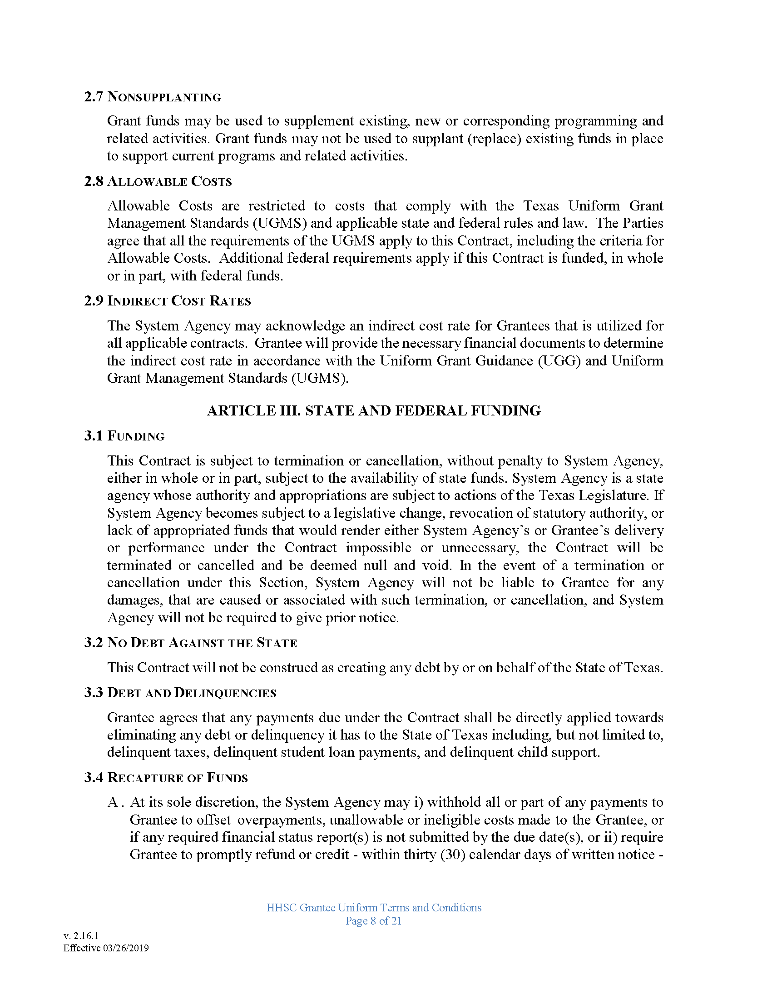 2.7 NONSUPPLANTING
Grant funds may be used to supplement existing, new or corresponding programming and
related activities. Grant funds may not be used to supplant (replace) existing funds in place
to support current programs and related activities.
2.8 ALLOWABLE COSTS
Allowable Costs are restricted to costs that comply with the Texas Uniform Grant
Management Standards (UGMS) and applicable state and federal rules and law.  The Parties
agree that all the requirements of the UGMS apply to this Contract, including the criteria for
Allowable Costs.  Additional federal requirements apply if this Contract is funded, in whole
or in part, with federal funds.
2.9 INDIRECT COST RATES
The System Agency may acknowledge an indirect cost rate for Grantees that is utilized for
all applicable contracts.  Grantee will provide the necessary financial documents to determine
the indirect cost rate in accordance with the Uniform Grant Guidance (UGG) and Uniform
Grant Management Standards (UGMS).
ARTICLE III. STATE AND FEDERAL FUNDING
3.1 FUNDING
This Contract is subject to termination or cancellation, without penalty to System Agency,
either in whole or in part, subject to the availability of state funds. System Agency is a state
agency whose authority and appropriations are subject to actions of the Texas Legislature. If
System Agency becomes subject to a legislative change, revocation of statutory authority, or
lack of appropriated funds that would render either System Agency’s or Grantee’s delivery
or performance under the Contract impossible or unnecessary, the Contract will be
terminated or cancelled and be deemed null and void. In the event of a termination or
cancellation under this Section, System Agency will not be liable to Grantee for any
damages, that are caused or associated with such termination, or cancellation, and System
Agency will not be required to give prior notice.
3.2 NO DEBT AGAINST THE STATE
This Contract will not be construed as creating any debt by or on behalf of the State of Texas.
3.3 DEBT AND DELINQUENCIES
Grantee agrees that any payments due under the Contract shall be directly applied towards
eliminating any debt or delinquency it has to the State of Texas including, but not limited to,
delinquent taxes, delinquent student loan payments, and delinquent child support.
3.4 RECAPTURE OF FUNDS
A . At its sole discretion, the System Agency may i) withhold all or part of any payments to
Grantee to offset  overpayments, unallowable or ineligible costs made to the Grantee, or
if any required financial status report(s) is not submitted by the due date(s), or ii) require
Grantee to promptly refund or credit - within thirty (30) calendar days of written notice -
HHSC Grantee Uniform Terms and Conditions
Page 8 of 21
v. 2.16.1
Effective 03/26/2019